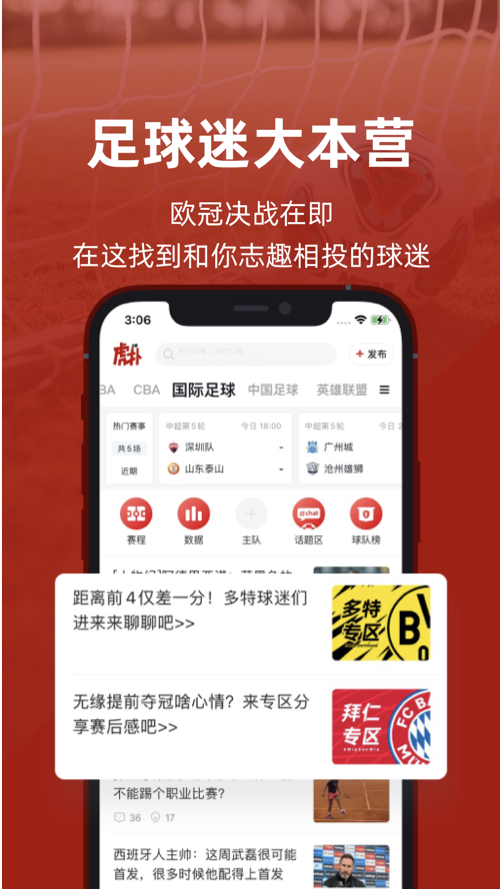 足球迷大本营
欧冠决战在即
在这找到和你志趣相投的球迷
3:06
虎扑
发布
BA CBA 国际足球 中国足球 英雄联盟
热门赛事
共5场
近期
中超第5轮 今日 18:00
深圳队 -
山东泰山 -
中超第5轮 今日 2
广州城
沧州雄狮
赛程 数据 主队 话题区 球队榜
距离前4仅差一分！多特球迷们
进来来聊聊吧>>
多特
专区
无缘提前夺冠啥心情？来专区分
享赛后感吧>>
拜仁
专区
不能踢个职业比赛？
36 17
西班牙人主帅：这周武磊很可能
首发，很多时候他配得上首发